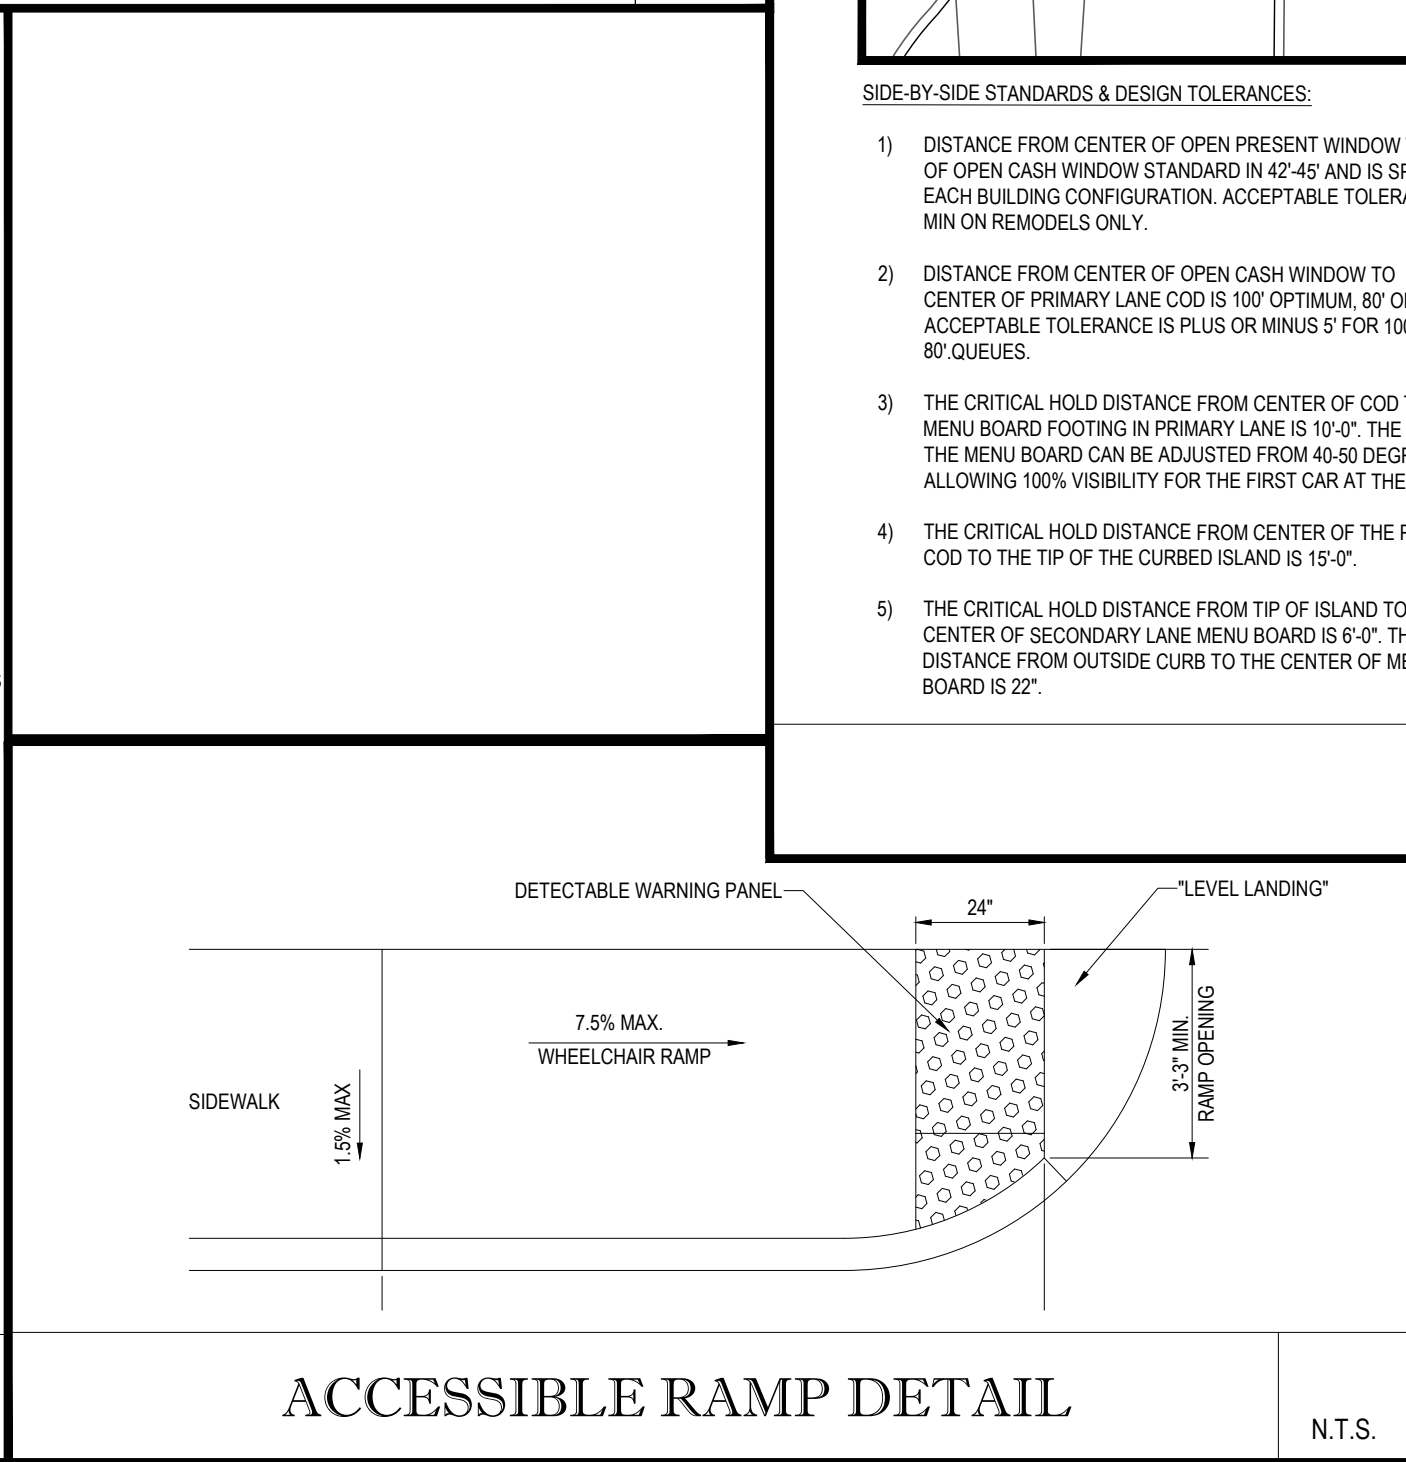 SIDE-BY-SIDE STANDARDS & DESIGN TOLERANCES:
1) DISTANCE FROM CENTER OF OPEN PRESENT WINDOW
OF OPEN CASH WINDOW STANDARD IN 42'-45' AND IS
EACH BUILDING CONFIGURATION. ACCEPTABLE
MIN ON REMODELS ONLY.
2) DISTANCE FROM CENTER OF OPEN CASH WINDOW TO
CENTER OF PRIMARY LANE COD IS 100' OPTIMUM, 80'
ACCEPTABLE TOLERANCE IS PLUS OR MINUS 5' FOR
80'.QUEUES.
3) THE CRITICAL HOLD DISTANCE FROM CENTER OF COD
MENU BOARD FOOTING IN PRIMARY LANE IS 10'-0". THE
THE MENU BOARD CAN BE ADJUSTED FROM 40-50
ALLOWING 100% VISIBILITY FOR THE FIRST CAR AT THE
4) THE CRITICAL HOLD DISTANCE FROM CENTER OF THE
COD TO THE TIP OF THE CURBED ISLAND IS 15'-0".
5) THE CRITICAL HOLD DISTANCE FROM TIP OF ISLAND TO
CENTER OF SECONDARY LANE MENU BOARD IS 6'-0".
DISTANCE FROM OUTSIDE CURB TO THE CENTER OF
BOARD IS 22".
DETECTABLE WARNING PANEL
"LEVEL LANDING"
24"
7.5% MAX.
WHEELCHAIR RAMP
SIDEWALK
1.5% MAX
3'-3" MIN.
RAMP OPENING
ACCESSIBLE RAMP DETAIL
N.T.S.